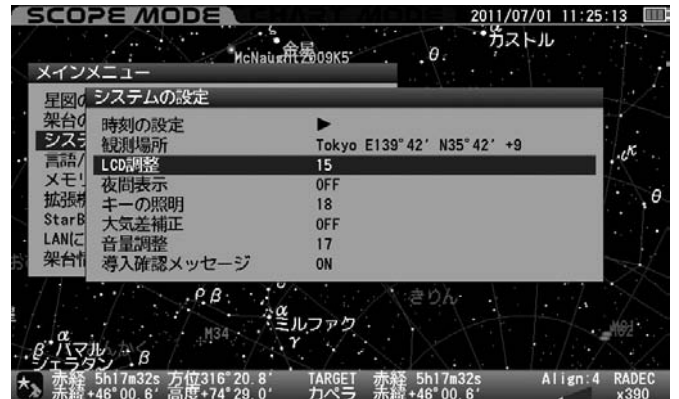 SCOPE MODE 2011/07/01 11:25:13
カストル
金星
McNaught2009K5
θ
メインメニュー
システムの設定
時刻の設定 ▶
観測場所 Tokyo E139°42′ N35°42′ +9
LCD調整 15
夜間表示 OFF
キーの照明 18
大気差補正 OFF
音量調整 17
導入確認メッセージ ON
星図の
架台の
システ
言語/
メモリ
拡張機
StarB
LANに
架台情
κ
θ
ρ β
きりん
α
ミルファク
γ
M34
α
β ハマル
β
シェラタン
赤経 5h17m32s 方位316°20.8′ TARGET 赤経 5h17m32s Align:4 RADEC
赤緯+46°00.6′ 高度+74°29.0′ カペラ 赤緯+46°00.6′ x390